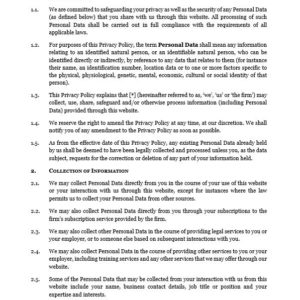 1.1. We are committed to safeguarding your privacy as well as the security of any Personal Data
(as defined below) that you share with us through this website. All processing of such
Personal Data shall be carried out in full compliance with the requirements of all
applicable laws.
1.2. For purposes of this Privacy Policy, the term Personal Data shall mean any information
relating to an identified natural person, or an identifiable natural person, who can be
identified directly or indirectly, by reference to any data that relates to them (for instance
their name, an identification number, location data or to one or more factors specific to
the physical, physiological, genetic, mental, economic, cultural or social identity of that
person).
1.3. This Privacy Policy explains that [*] (hereinafter referred to as, 'we', 'us' or 'the firm') may
collect, use, share, safeguard and/or otherwise process information (including Personal
Data) provided through this website.
1.4. We reserve the right to amend the Privacy Policy at any time, at our discretion. We shall
notify you of any amendment to the Privacy Policy as soon as possible.
1.5. As from the effective date of this Privacy Policy, any existing Personal Data already held
by us shall be deemed to have been legally collected and processed unless you, as the data
subject, requests for the correction or deletion of any part of your information held.
2. COLLECTION OF INFORMATION
2.1. We may collect Personal Data directly from you in the course of your use of this website
or your interaction with us through this website, except for instances where the law
permits us to collect your Personal Data from other sources.
2.2. We may also collect Personal Data directly from you through your subscriptions to the
firm's subscription service provided by the firm.
2.3. We may also collect Personal Data in the course of providing legal services to you or
your employer, or to someone else based on subsequent interactions with you.
2.4. We may also collect Personal Data in the course of providing other services to you or your
employer, including training services and any other services that we may offer through our
website.
2.5. Some of the Personal Data that may be collected from your interaction with us from this
website include your name, business contact details, job title or position and your
expertise and interests.